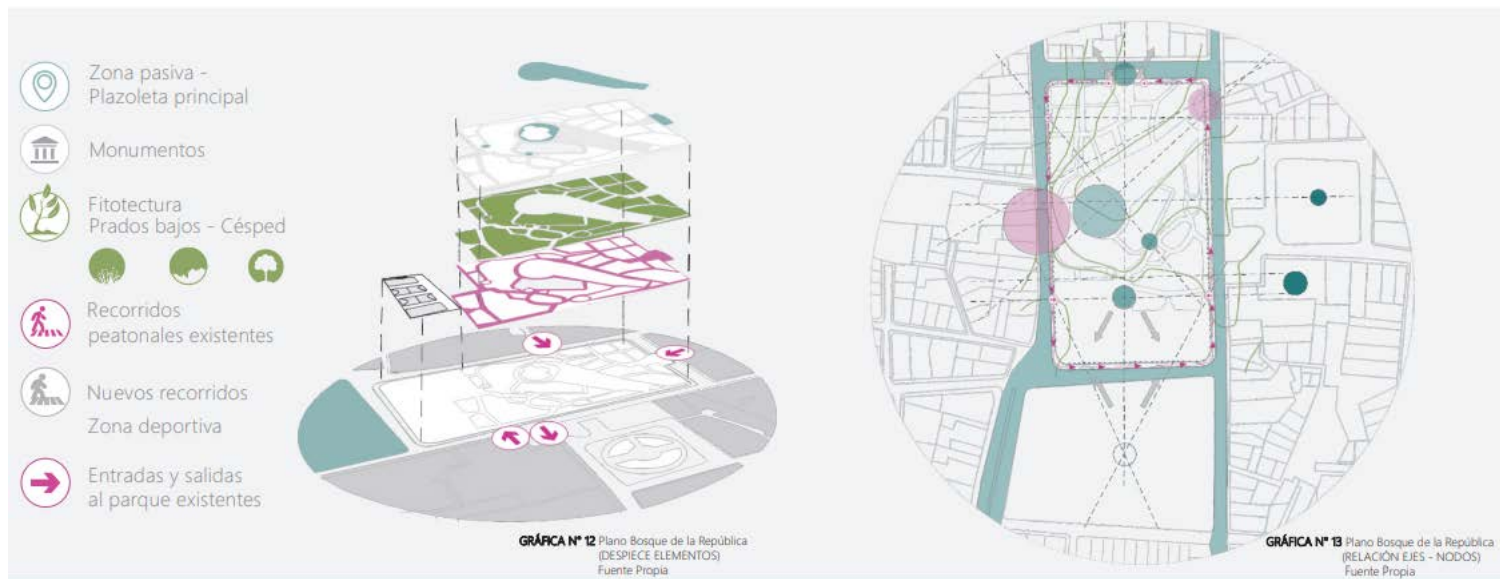 Zona pasiva -
Plazoleta principal
Monumentos
Fitotectura
Prados bajos - Césped
Recorridos
peatonales existentes
Nuevos recorridos
Zona deportiva
Entradas y salidas
al parque existentes
GRÁFICA N° 12 Plano Bosque de la República
(DESPIECE ELEMENTOS)
Fuente Propia
GRÁFICA N° 13 Plano Bosque de la República
(RELACIÓN EJES - NODOS)
Fuente Propia